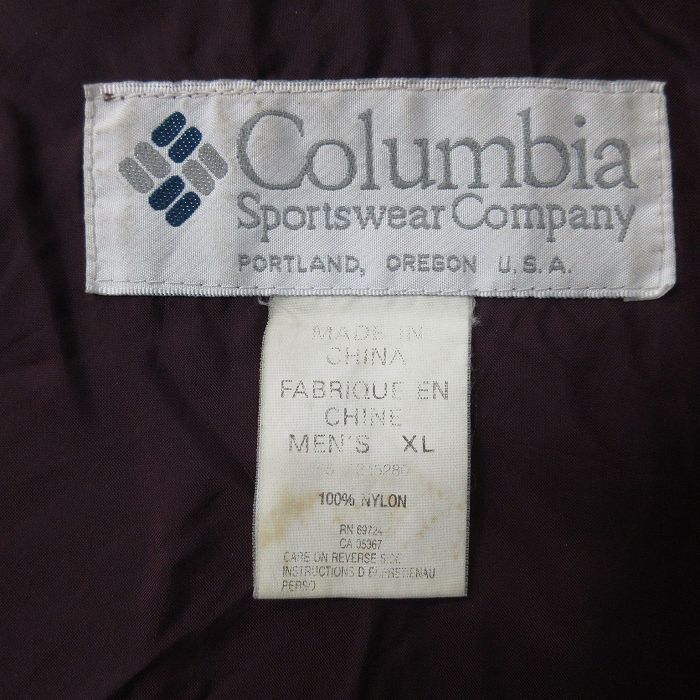 Columbia
Sportswear Company
PORTLAND, OREGON U.S.A.
MADE IN
CHINA
FABRIQUE EN
CHINE
MEN'S XL
100% NYLON
RN 69724
CA 05367
CARE ON REVERSE SIDE
INSTRUCTIONS D